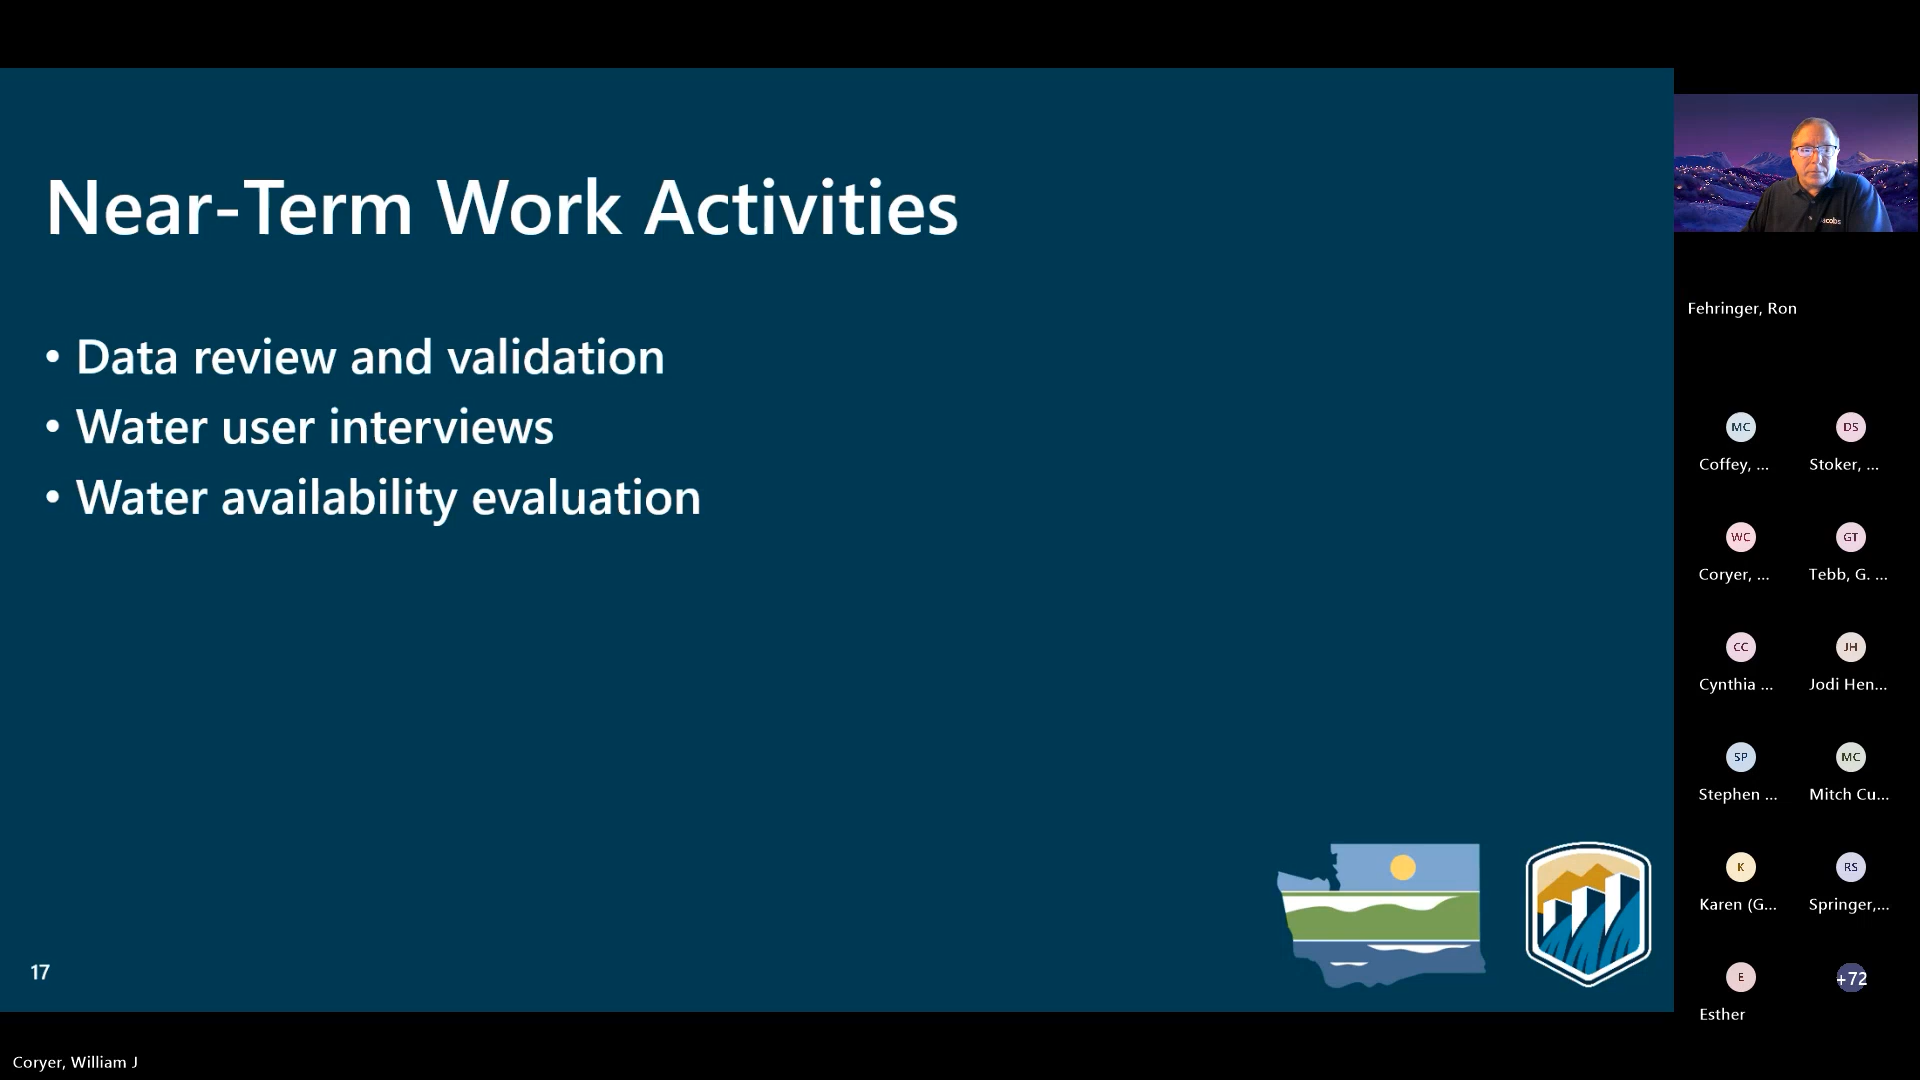 Near-Term Work Activities
• Data review and validation
• Water user interviews
• Water availability evaluation
17
Coryer, William J
acobs
Fehringer, Ron
MC DS
Coffey, ... Stoker, ...
WC GT
Coryer, ... Tebb, G. ...
CC JH
Cynthia ... Jodi Hen...
SP MC
Stephen ... Mitch Cu...
K RS
Karen (G... Springer,...
E +72
Esther